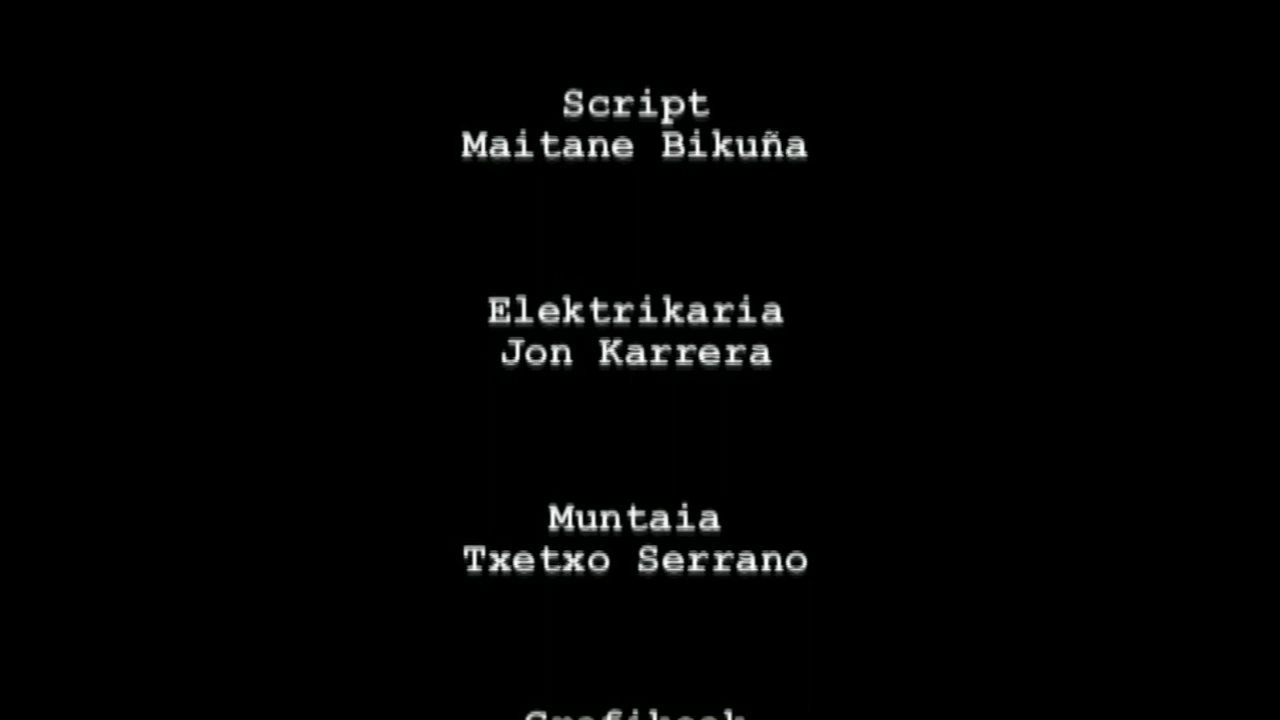 Script
Maitane Bikuña
Elektrikaria
Jon Karrera
Muntaia
Txetxo Serrano